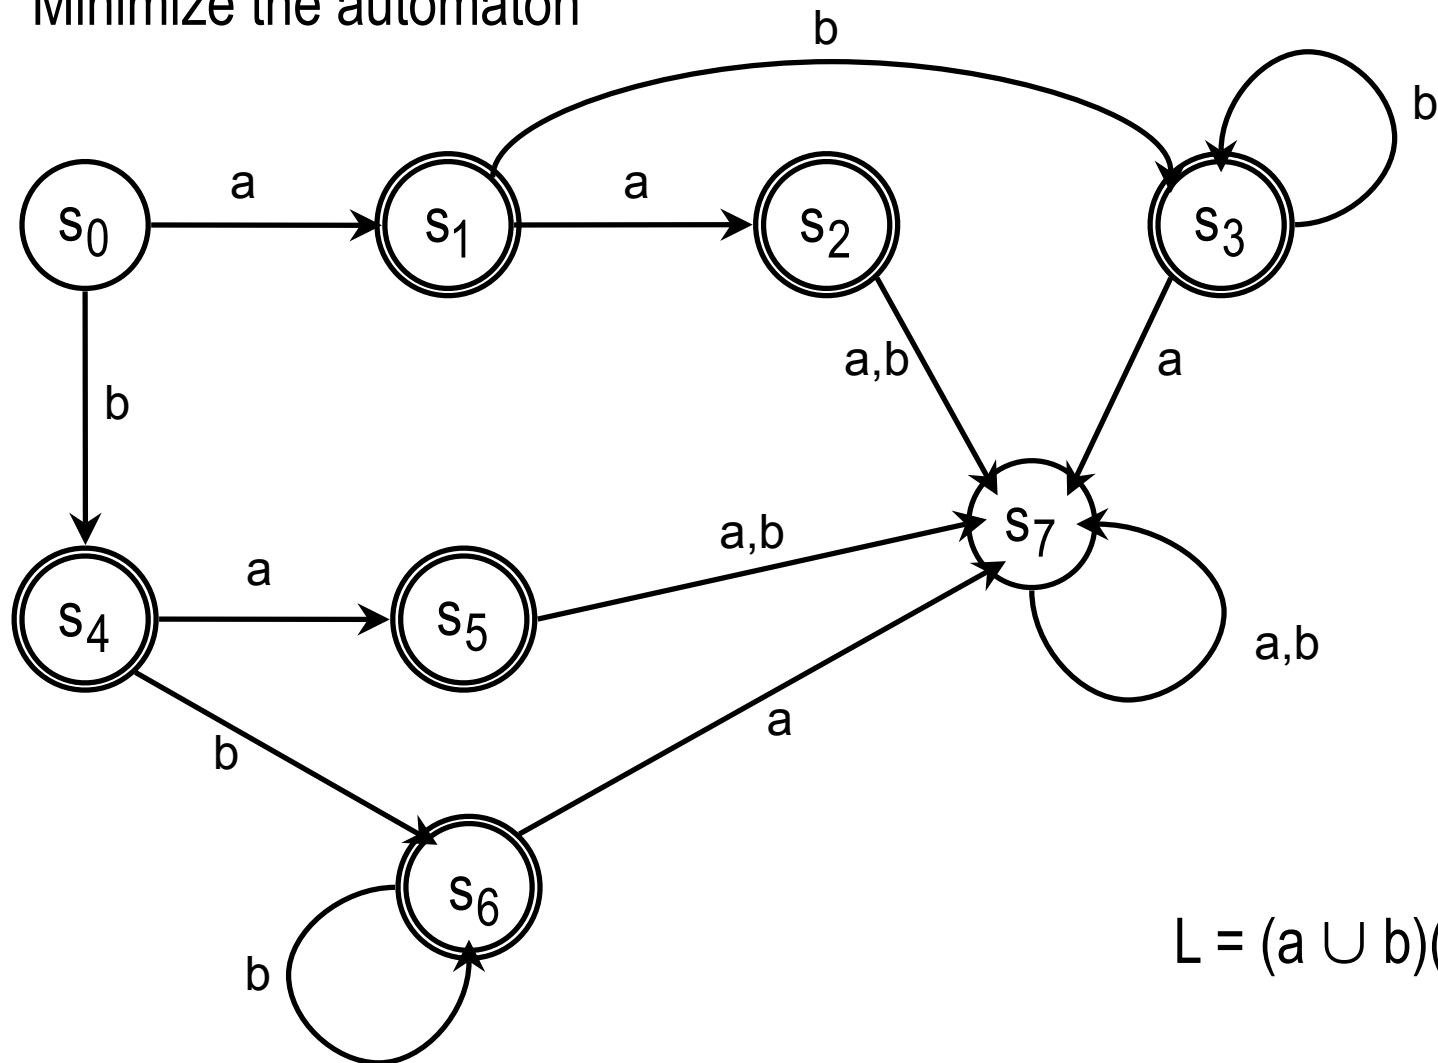 Minimize the automaton
b
b
s0 a s1 a s2 s3
a,b a
b
a,b s7
a
s4 s5
a,b
a
b
s6
b
L = (a ∪ b)(